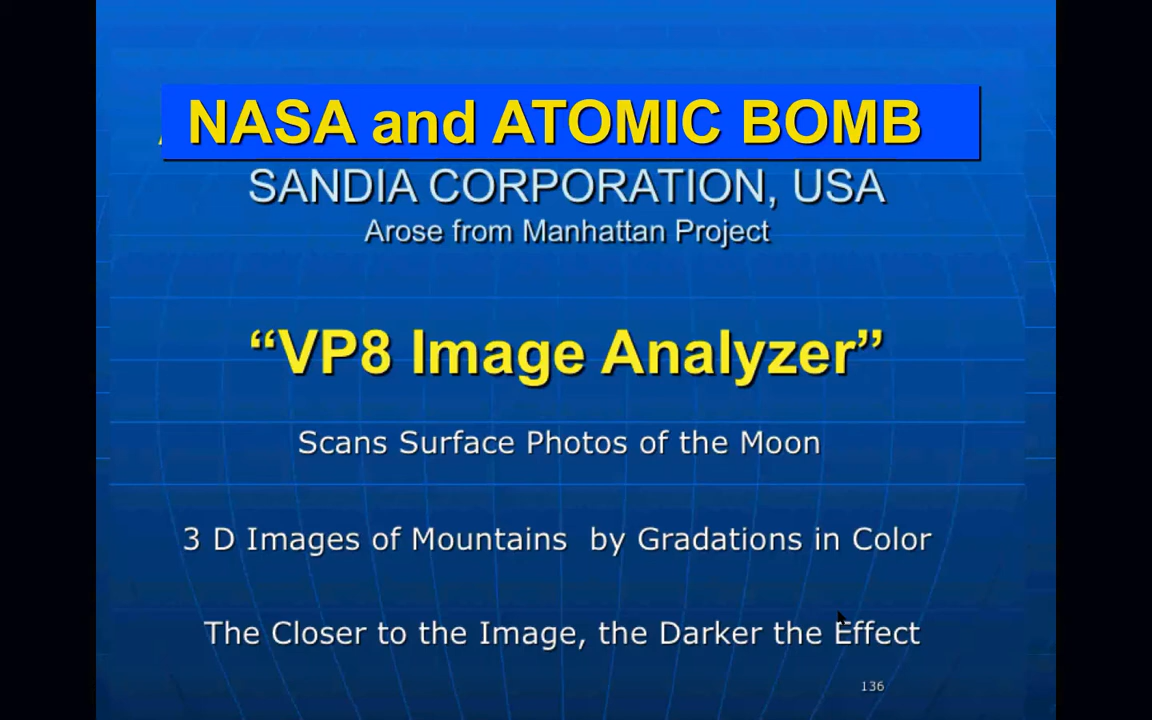 NASA and ATOMIC BOMB
SANDIA CORPORATION, USA
Arose from Manhattan Project
“VP8 Image Analyzer”
Scans Surface Photos of the Moon
3 D Images of Mountains  by Gradations in Color
The Closer to the Image, the Darker the Effect
136